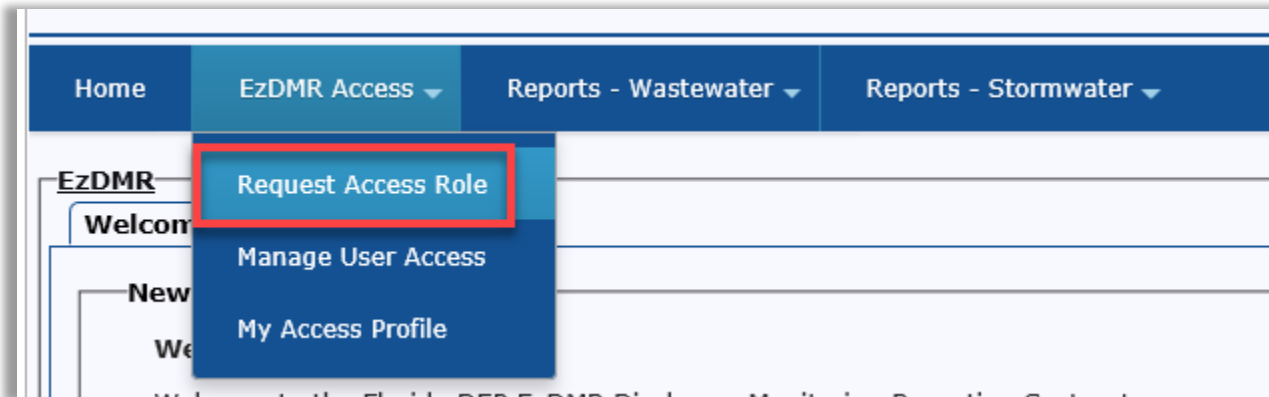 Home EzDMR Access Reports - Wastewater Reports - Stormwater
EzDMR
Request Access Role
Welcom
Manage User Access
New
My Access Profile
We